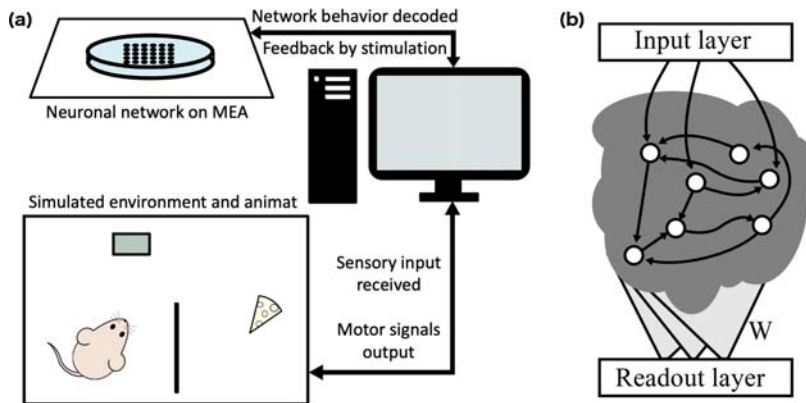 (a)
Network behavior decoded
Feedback by stimulation
Neuronal network on MEA
Simulated environment and animat
Sensory input
received
Motor signals
output
(b)
Input layer
W
Readout layer